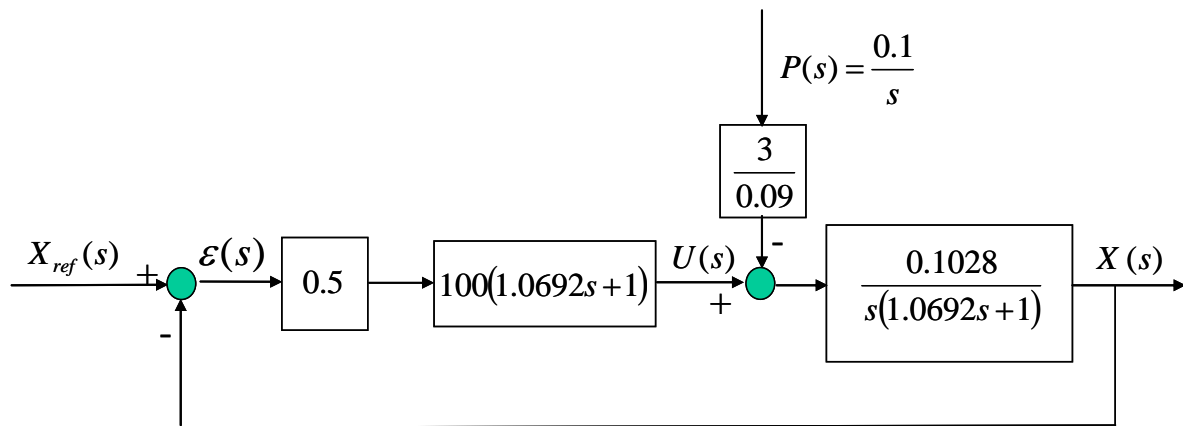 P(s) = 0.1
s
3
0.09
X_ref(s)
+
-
ε(s)
0.5
100(1.0692s+1)
U(s)
+
-
0.1028
s(1.0692s+1)
X(s)